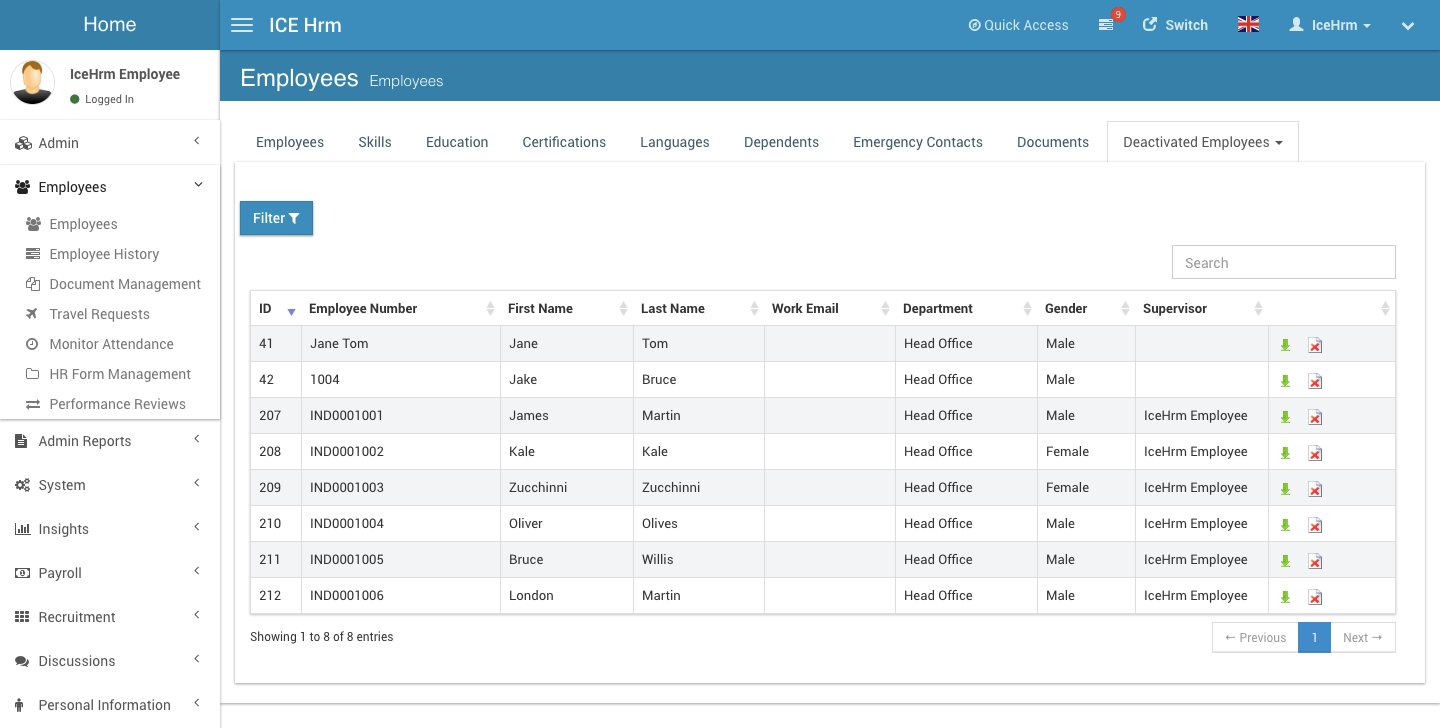 Home
ICE Hrm
Quick Access
9
Switch
IceHrm
IceHrm Employee
Logged In
Admin
Employees
Employees
Employee History
Document Management
Travel Requests
Monitor Attendance
HR Form Management
Performance Reviews
Admin Reports
System
Insights
Payroll
Recruitment
Discussions
Personal Information
Employees Employees
Employees Skills Education Certifications Languages Dependents Emergency Contacts Documents Deactivated Employees
Filter
Search
ID Employee Number First Name Last Name Work Email Department Gender Supervisor
41 Jane Tom Jane Tom Head Office Male
42 1004 Jake Bruce Head Office Male
207 IND0001001 James Martin Head Office Male IceHrm Employee
208 IND0001002 Kale Kale Head Office Female IceHrm Employee
209 IND0001003 Zucchinni Zucchinni Head Office Female IceHrm Employee
210 IND0001004 Oliver Olives Head Office Male IceHrm Employee
211 IND0001005 Bruce Willis Head Office Male IceHrm Employee
212 IND0001006 London Martin Head Office Male IceHrm Employee
Showing 1 to 8 of 8 entries
← Previous 1 Next →